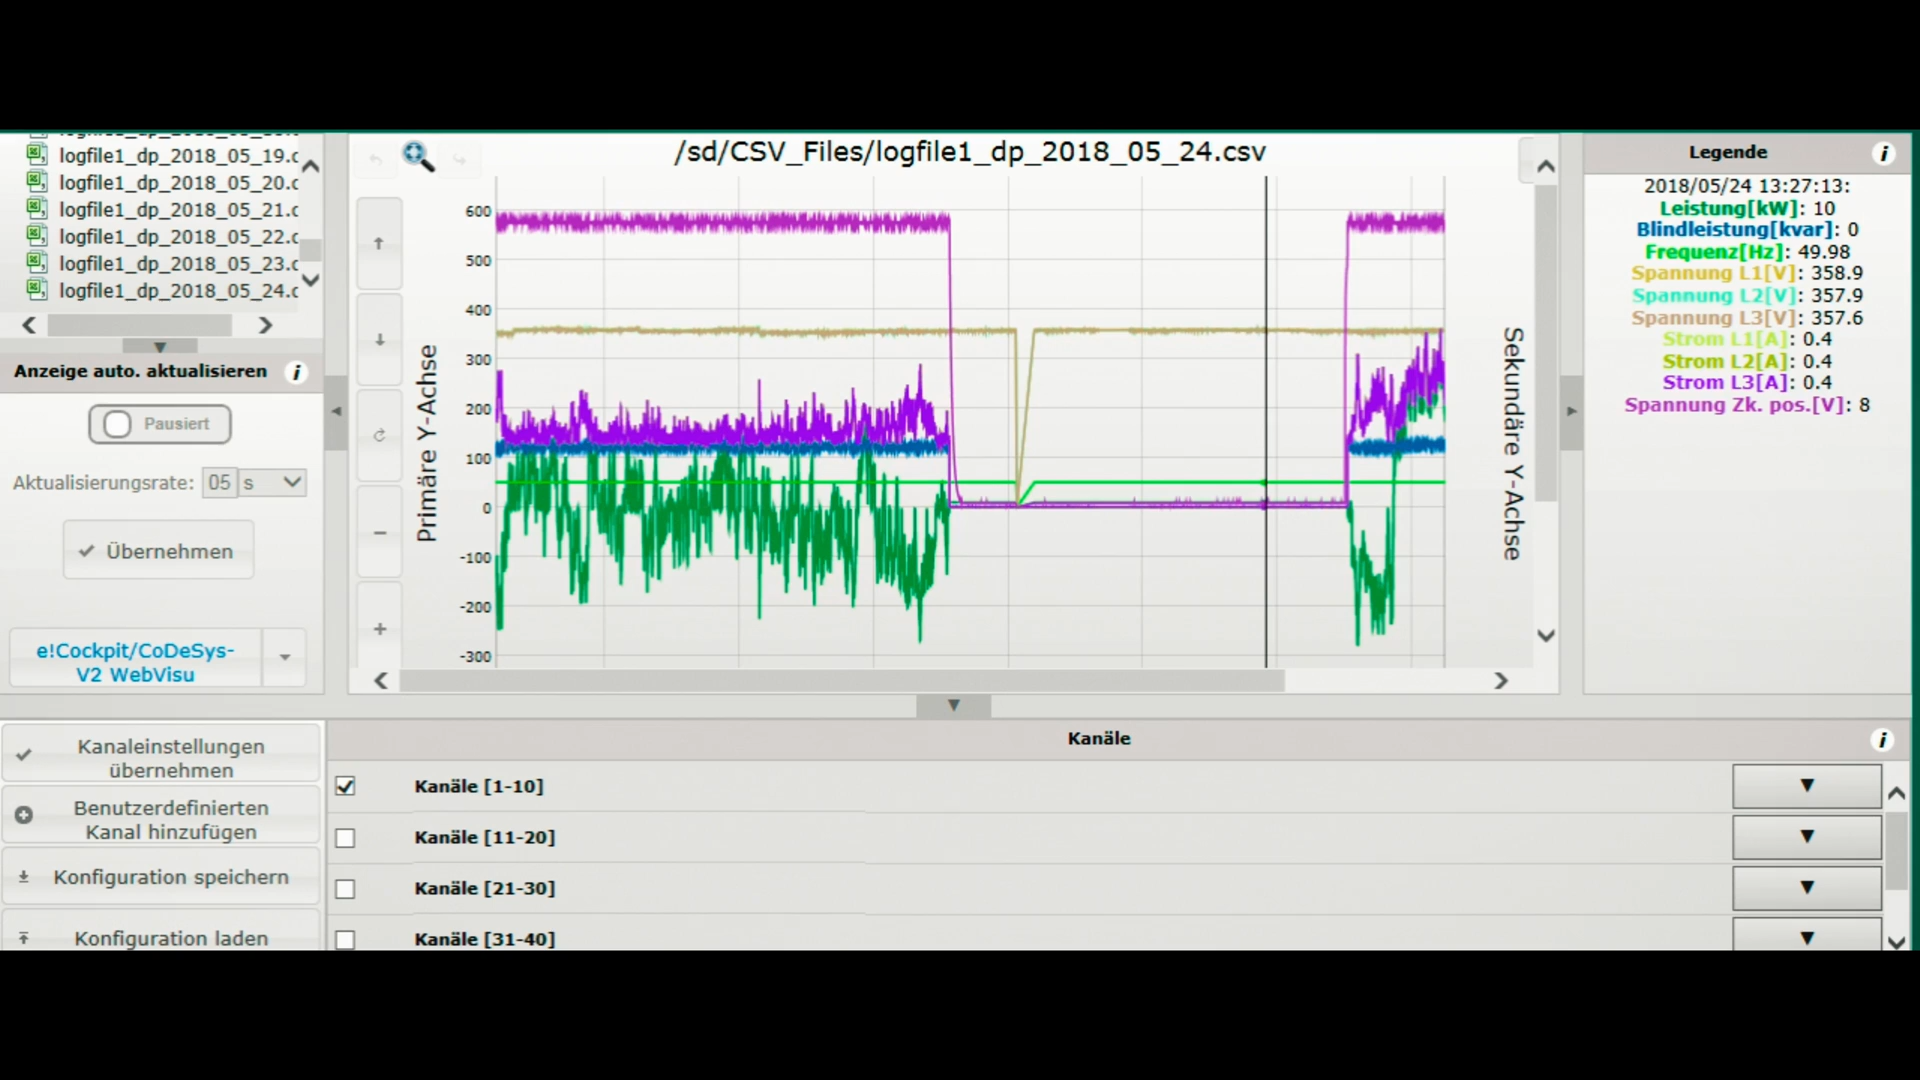 logfile1_dp_2018_05_19.c
logfile1_dp_2018_05_20.c
logfile1_dp_2018_05_21.c
logfile1_dp_2018_05_22.c
logfile1_dp_2018_05_23.c
logfile1_dp_2018_05_24.c
Anzeige auto. aktualisieren
Pausiert
Aktualisierungsrate: 05 s
Übernehmen
e!Cockpit/CoDeSys-
V2 WebVisu
/sd/CSV_Files/logfile1_dp_2018_05_24.csv
Primäre Y-Achse
600
500
400
300
200
100
0
-100
-200
-300
Sekundäre Y-Achse
Legende
2018/05/24 13:27:13:
Leistung[kW]: 10
Blindleistung[kvar]: 0
Frequenz[Hz]: 49.98
Spannung L1[V]: 358.9
Spannung L2[V]: 357.9
Spannung L3[V]: 357.6
Strom L1[A]: 0.4
Strom L2[A]: 0.4
Strom L3[A]: 0.4
Spannung Zk. pos.[V]: 8
Kanaleinstellungen
übernehmen
Benutzerdefinierten
Kanal hinzufügen
Konfiguration speichern
Konfiguration laden
Kanäle
Kanäle [1-10]
Kanäle [11-20]
Kanäle [21-30]
Kanäle [31-40]